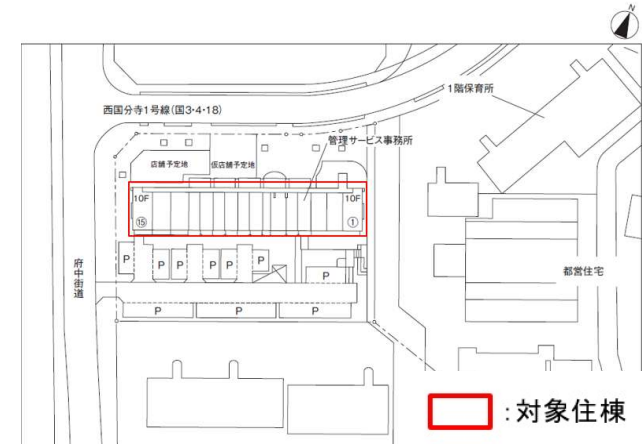 N
1階保育所
西国分寺1号線(国3・4・18)
管理サービス事務所
店舗予定地
仮店舗予定地
10F
10F
⑮
①
府中街道
P
P
P
P
P
P
P
都営住宅
P
P
P
:対象住棟